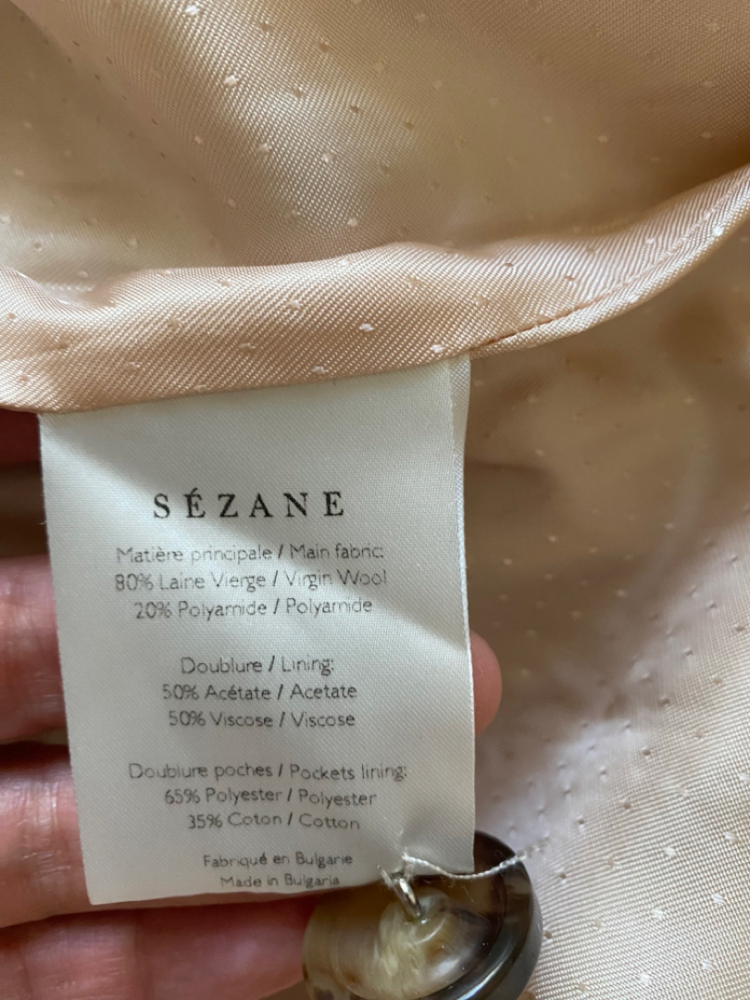 SÉZANE
Matière principale / Main fabric:
80% Laine Vierge / Virgin Wool
20% Polyamide / Polyamide
Doublure / Lining:
50% Acétate / Acetate
50% Viscose / Viscose
Doublure poches / Pockets lining:
65% Polyester / Polyester
35% Coton / Cotton
Fabriqué en Bulgarie
Made in Bulgaria